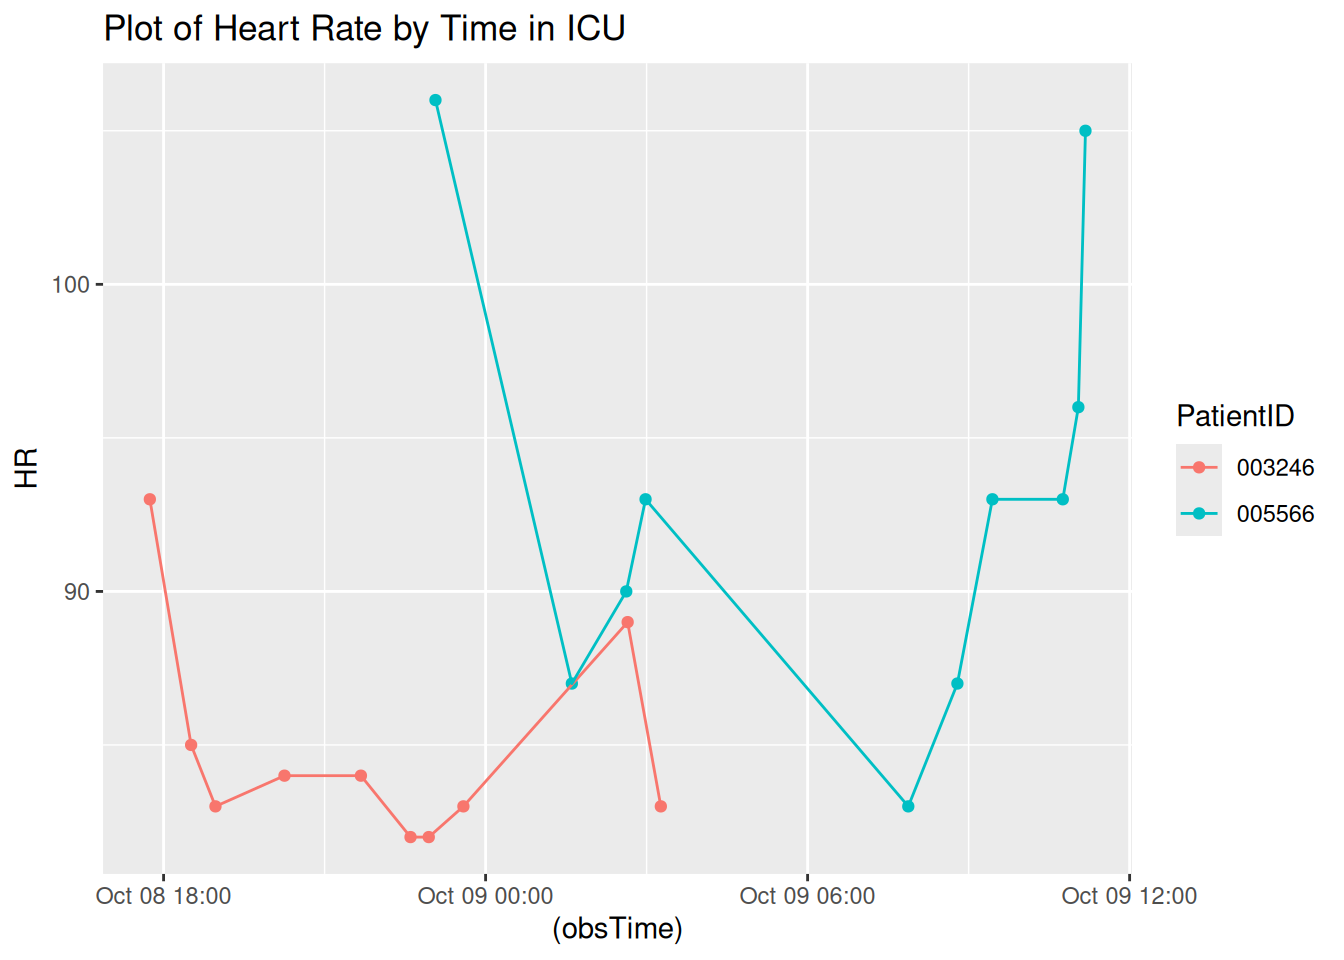 Plot of Heart Rate by Time in ICU
HR
100
90
Oct 08 18:00
Oct 09 00:00
Oct 09 06:00
Oct 09 12:00
(obsTime)
PatientID
003246
005566